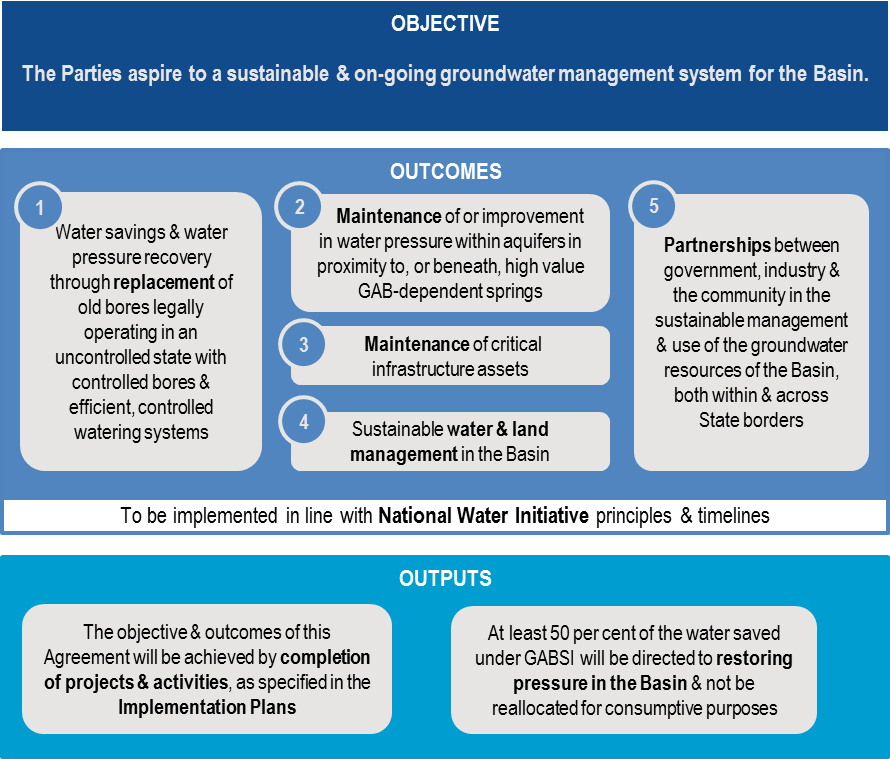 OBJECTIVE
The Parties aspire to a sustainable & on-going groundwater management system for the Basin.
OUTCOMES
1
Water savings & water
pressure recovery
through replacement of
old bores legally
operating in an
uncontrolled state with
controlled bores &
efficient, controlled
watering systems
2
Maintenance of or improvement
in water pressure within aquifers in
proximity to, or beneath, high value
GAB-dependent springs
3
Maintenance of critical
infrastructure assets
4
Sustainable water & land
management in the Basin
5
Partnerships between
government, industry &
the community in the
sustainable management
& use of the groundwater
resources of the Basin,
both within & across
State borders
To be implemented in line with National Water Initiative principles & timelines
OUTPUTS
The objective & outcomes of this
Agreement will be achieved by completion
of projects & activities, as specified in the
Implementation Plans
At least 50 per cent of the water saved
under GABSI will be directed to restoring
pressure in the Basin & not be
reallocated for consumptive purposes